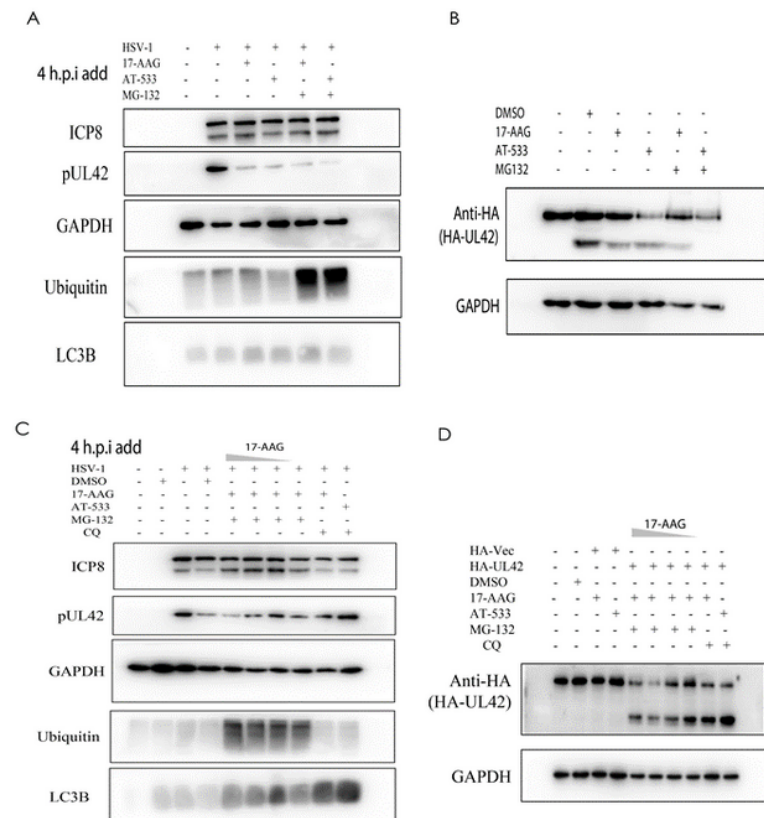 A
4 h.p.i add
HSV-1 - + + + + +
17-AAG - - + - + -
AT-533 - - - + - +
MG-132 - - - - + +
ICP8
pUL42
GAPDH
Ubiquitin
LC3B
B
DMSO - + - - - -
17-AAG - - + - + -
AT-533 - - - + - +
MG132 - - - - + +
Anti-HA
(HA-UL42)
GAPDH
C
4 h.p.i add
17-AAG
HSV-1 - - + + + + + + + +
DMSO - + - + - - - - - -
17-AAG - - - - + + + + + -
AT-533 - - - - - - - - - +
MG-132 - - - - + + + + - -
CQ - - - - - - - - + +
ICP8
pUL42
GAPDH
Ubiquitin
LC3B
D
17-AAG
HA-Vec - - + + - - - - - -
HA-UL42 - - - - + + + + + +
DMSO - + - - - - - - - -
17-AAG - - + - + + + + + -
AT-533 - - - + - - - - - +
MG-132 - - - - + + + + - -
CQ - - - - - - - - + +
Anti-HA
(HA-UL42)
GAPDH